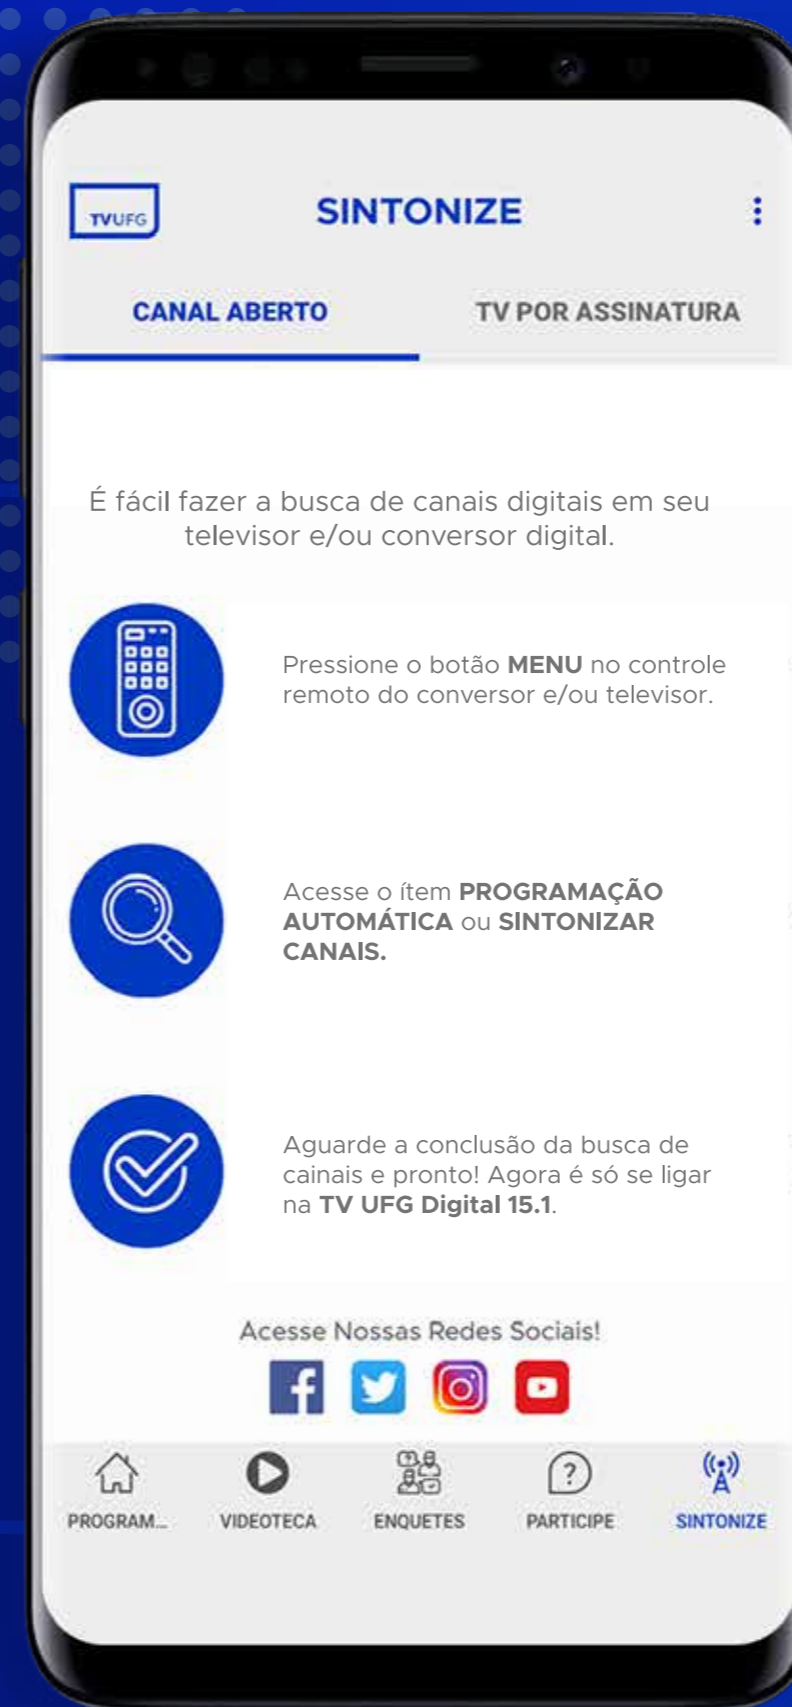 TVUFG
SINTONIZE
CANAL ABERTO
TV POR ASSINATURA
É fácil fazer a busca de canais digitais em seu
televisor e/ou conversor digital.
Pressione o botão MENU no controle
remoto do conversor e/ou televisor.
Acesse o ítem PROGRAMAÇÃO
AUTOMÁTICA ou SINTONIZAR
CANAIS.
Aguarde a conclusão da busca de
cainais e pronto! Agora é só se ligar
na TV UFG Digital 15.1.
Acesse Nossas Redes Sociais!
PROGRAM...
VIDEOTECA
ENQUETES
PARTICIPE
SINTONIZE